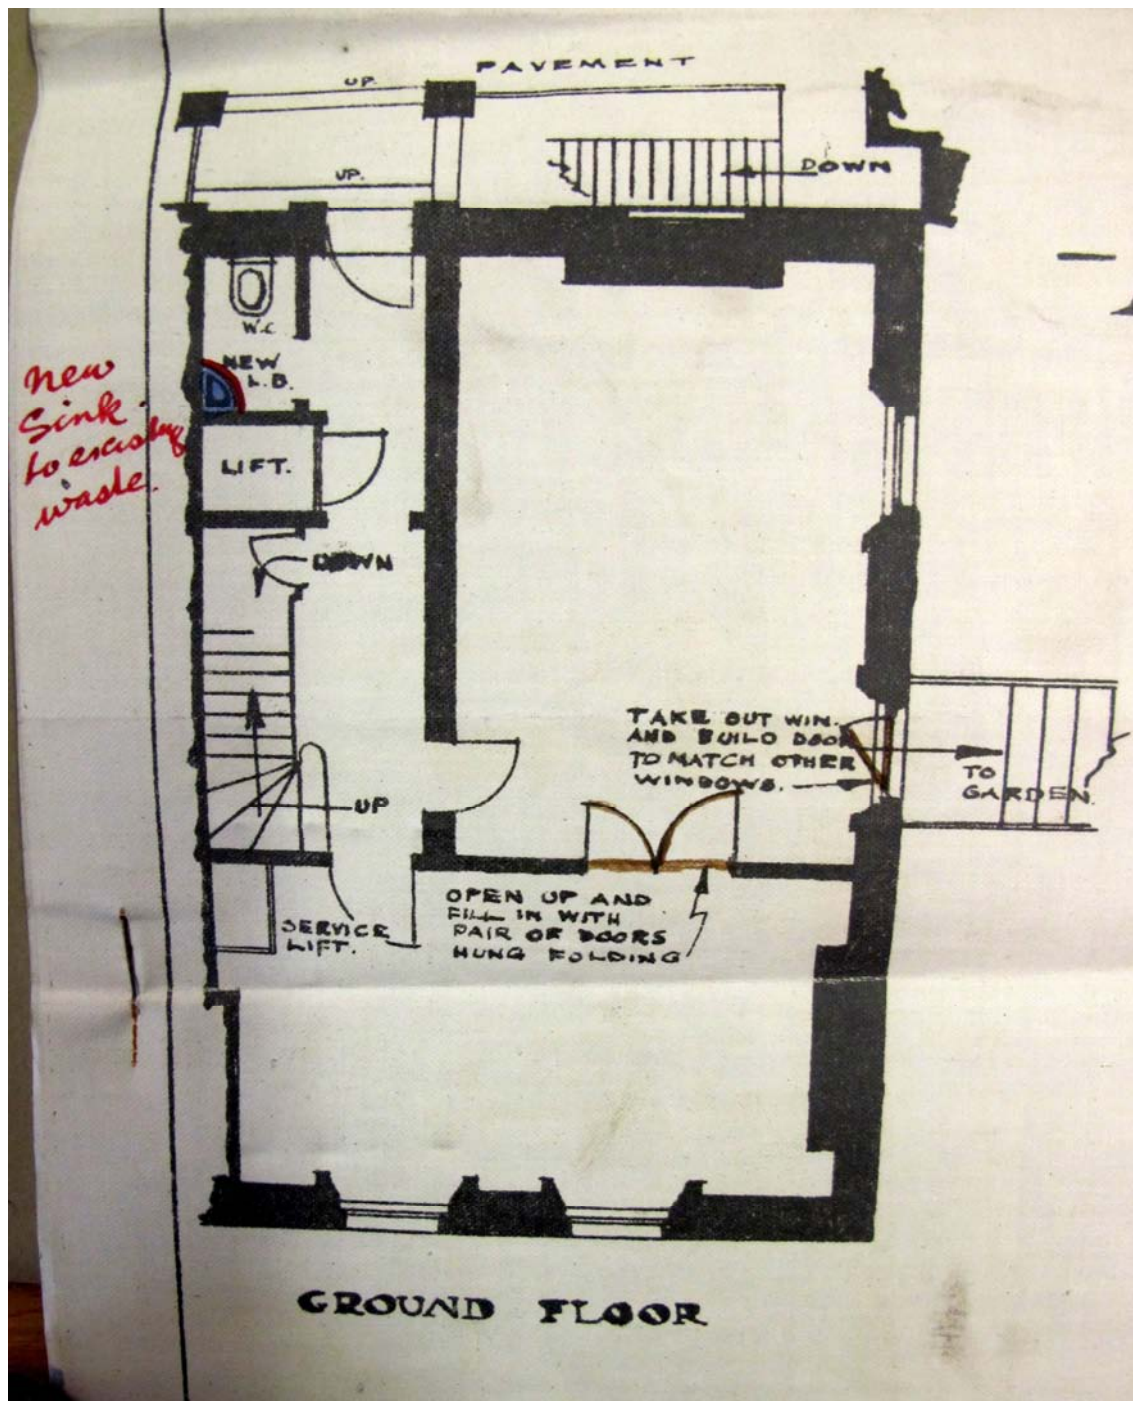 PAVEMENT
UP.
UP.
DOWN
W.C
NEW
L.B.
new
Sink.
to existing
waste.
LIFT.
DOWN
UP
TAKE OUT WIN.
AND BUILD DOOR
TO MATCH OTHER
WINDOWS.
TO
GARDEN.
SERVICE
LIFT.
OPEN UP AND
FILL IN WITH
PAIR OF DOORS
HUNG FOLDING
GROUND FLOOR